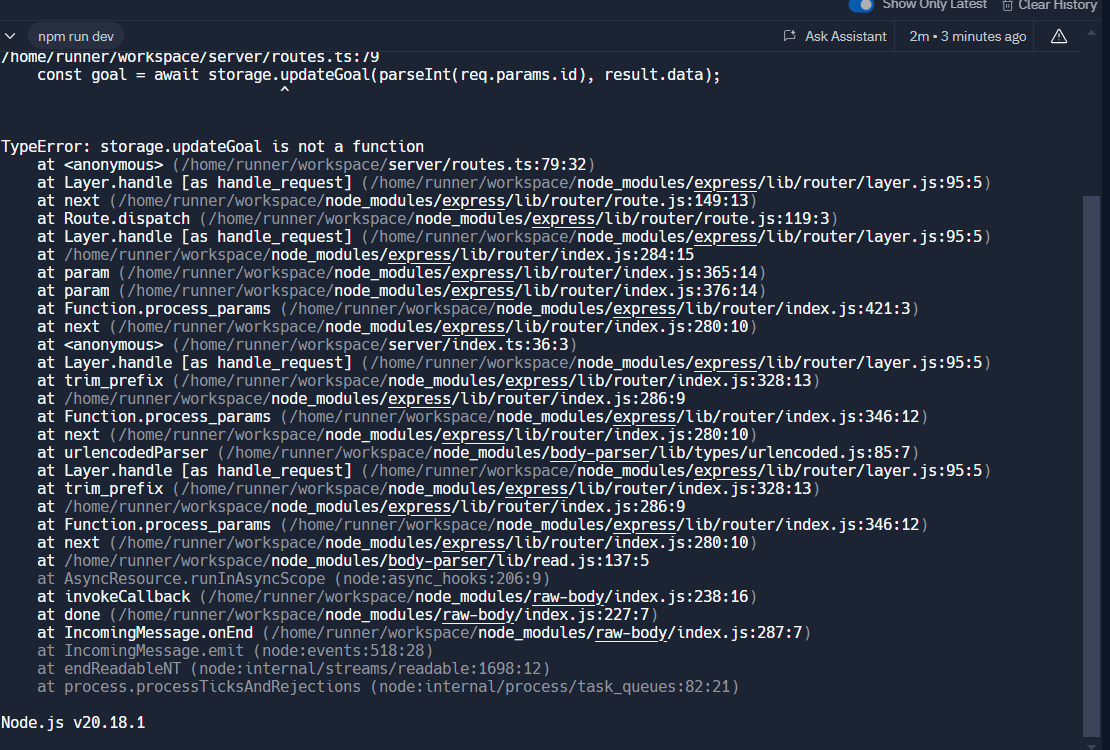 Show Only Latest Clear History
npm run dev Ask Assistant 2m • 3 minutes ago
/home/runner/workspace/server/routes.ts:79
    const goal = await storage.updateGoal(parseInt(req.params.id), result.data);
                               ^
TypeError: storage.updateGoal is not a function
    at <anonymous> (/home/runner/workspace/server/routes.ts:79:32)
    at Layer.handle [as handle_request] (/home/runner/workspace/node_modules/express/lib/router/layer.js:95:5)
    at next (/home/runner/workspace/node_modules/express/lib/router/route.js:149:13)
    at Route.dispatch (/home/runner/workspace/node_modules/express/lib/router/route.js:119:3)
    at Layer.handle [as handle_request] (/home/runner/workspace/node_modules/express/lib/router/layer.js:95:5)
    at /home/runner/workspace/node_modules/express/lib/router/index.js:284:15
    at param (/home/runner/workspace/node_modules/express/lib/router/index.js:365:14)
    at param (/home/runner/workspace/node_modules/express/lib/router/index.js:376:14)
    at Function.process_params (/home/runner/workspace/node_modules/express/lib/router/index.js:421:3)
    at next (/home/runner/workspace/node_modules/express/lib/router/index.js:280:10)
    at <anonymous> (/home/runner/workspace/server/index.ts:36:3)
    at Layer.handle [as handle_request] (/home/runner/workspace/node_modules/express/lib/router/layer.js:95:5)
    at trim_prefix (/home/runner/workspace/node_modules/express/lib/router/index.js:328:13)
    at /home/runner/workspace/node_modules/express/lib/router/index.js:286:9
    at Function.process_params (/home/runner/workspace/node_modules/express/lib/router/index.js:346:12)
    at next (/home/runner/workspace/node_modules/express/lib/router/index.js:280:10)
    at urlencodedParser (/home/runner/workspace/node_modules/body-parser/lib/types/urlencoded.js:85:7)
    at Layer.handle [as handle_request] (/home/runner/workspace/node_modules/express/lib/router/layer.js:95:5)
    at trim_prefix (/home/runner/workspace/node_modules/express/lib/router/index.js:328:13)
    at /home/runner/workspace/node_modules/express/lib/router/index.js:286:9
    at Function.process_params (/home/runner/workspace/node_modules/express/lib/router/index.js:346:12)
    at next (/home/runner/workspace/node_modules/express/lib/router/index.js:280:10)
    at /home/runner/workspace/node_modules/body-parser/lib/read.js:137:5
    at AsyncResource.runInAsyncScope (node:async_hooks:206:9)
    at invokeCallback (/home/runner/workspace/node_modules/raw-body/index.js:238:16)
    at done (/home/runner/workspace/node_modules/raw-body/index.js:227:7)
    at IncomingMessage.onEnd (/home/runner/workspace/node_modules/raw-body/index.js:287:7)
    at IncomingMessage.emit (node:events:518:28)
    at endReadableNT (node:internal/streams/readable:1698:12)
    at process.processTicksAndRejections (node:internal/process/task_queues:82:21)
Node.js v20.18.1